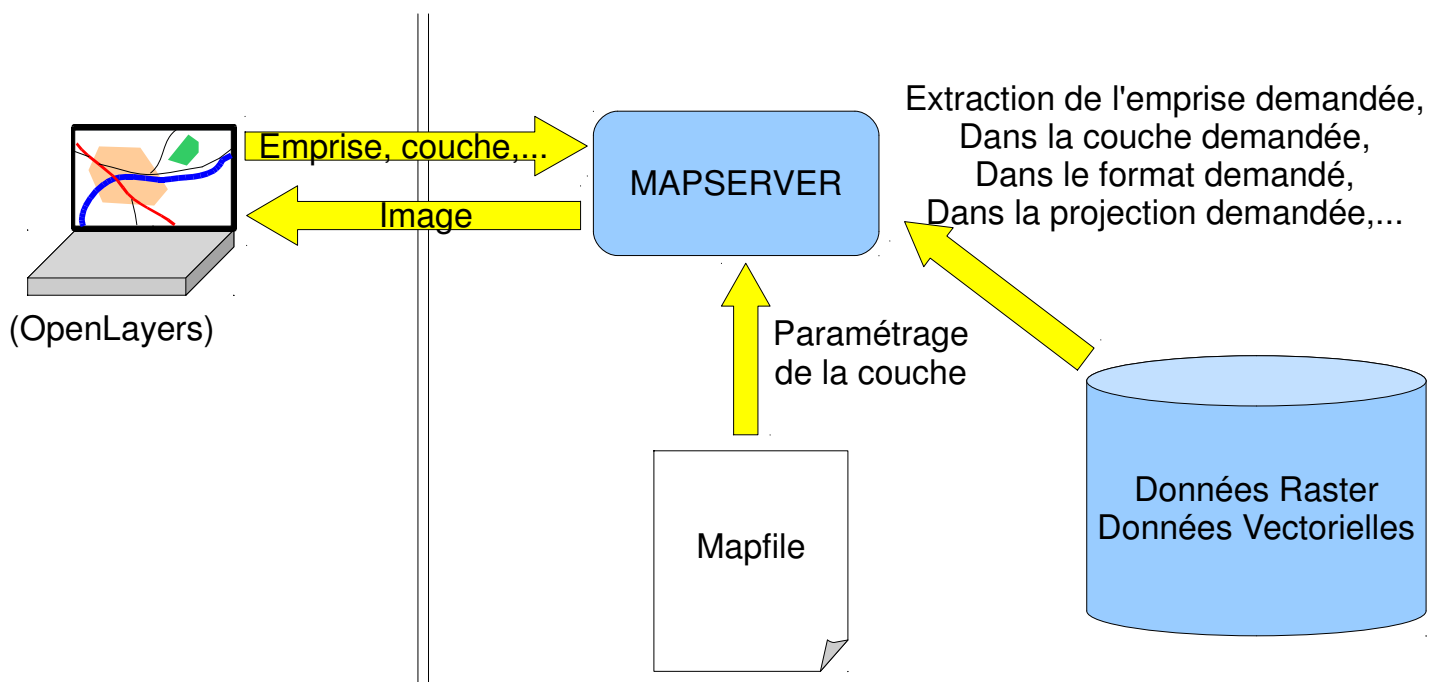 Extraction de l'emprise demandée,
Dans la couche demandée,
Dans le format demandé,
Dans la projection demandée,...
Emprise, couche,...
MAPSERVER
Image
(OpenLayers)
Paramétrage
de la couche
Données Raster
Données Vectorielles
Mapfile